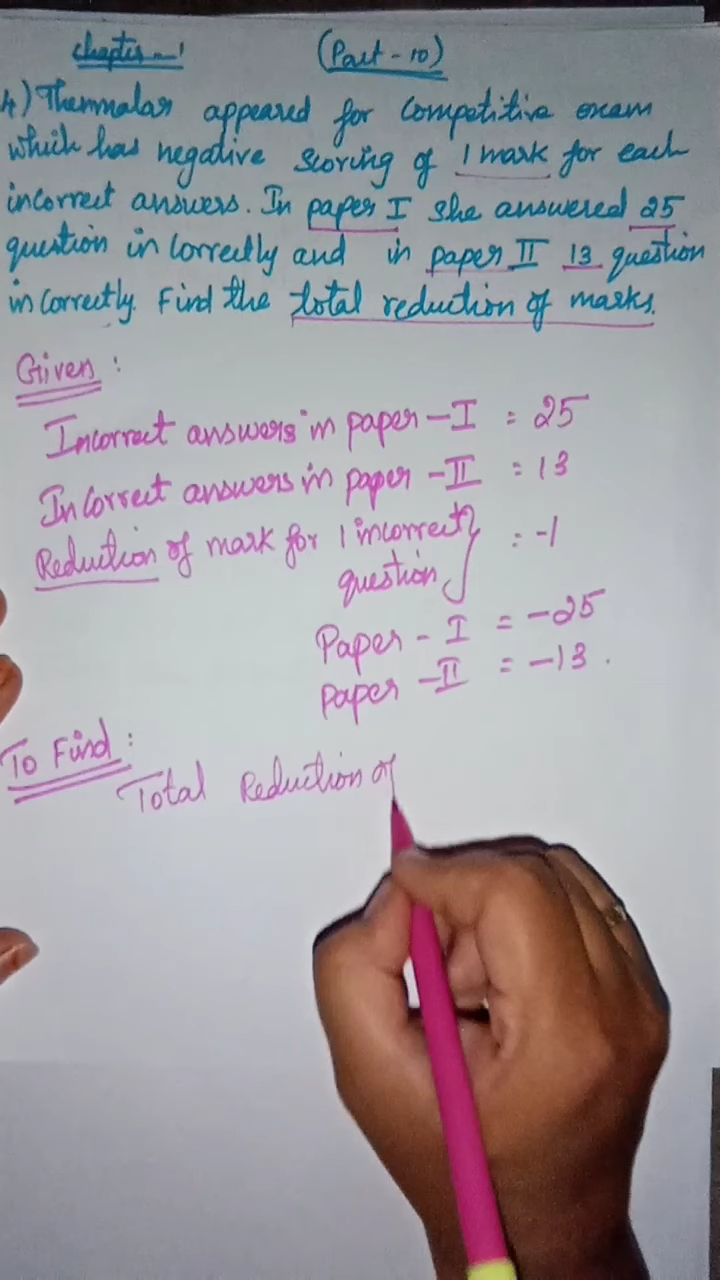 Chapter - 1 (Part - 10)
4) Thenmalar appeared for competitive exam
which has negative scoring of 1 mark for each
incorrect answers. In paper I she answered 25
question incorrectly and in paper II 13 question
incorrectly. Find the total reduction of marks.
Given :
Incorrect answers in paper - I = 25
Incorrect answers in paper - II = 13
Reduction of mark for 1 incorrect question } = -1
Paper - I = -25
Paper - II = -13.
To Find :
Total Reduction of